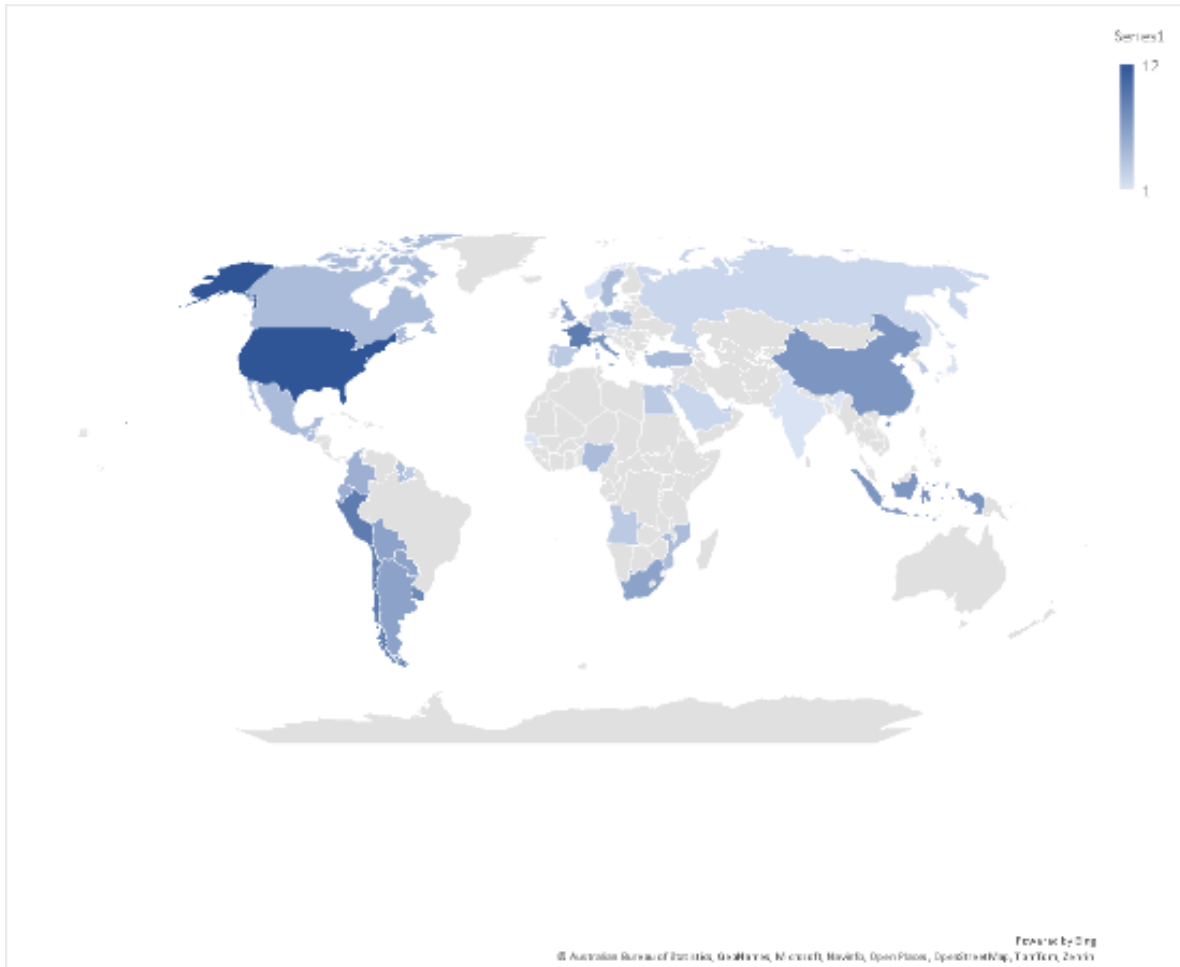 Series1
12
1
Powered by Bing
© Australian Bureau of Statistics, GeoNames, Microsoft, Navinfo, Open Places, OpenStreetMap, TomTom, Zenrin